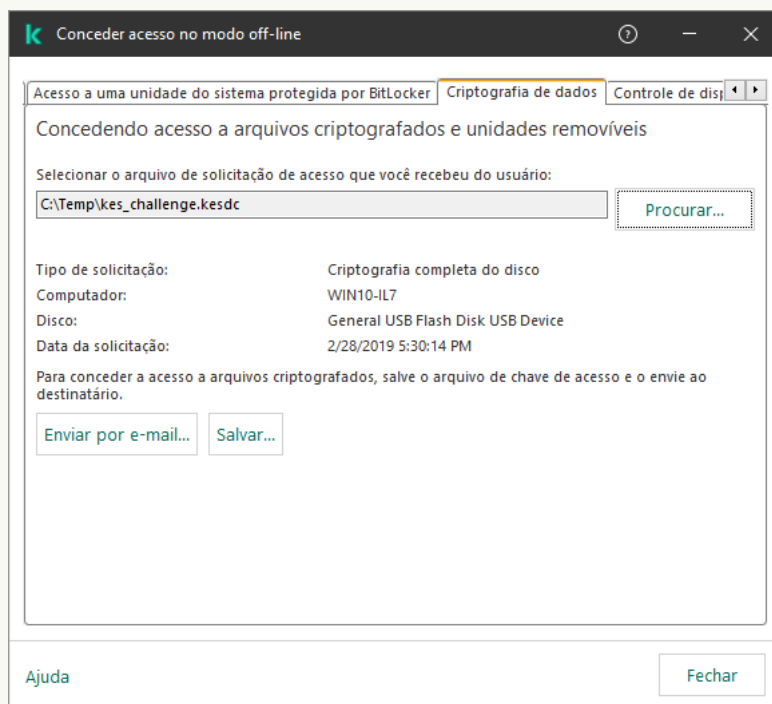 Conceder acesso no modo off-line
Acesso a uma unidade do sistema protegida por BitLocker
Criptografia de dados
Controle de disp
Concedendo acesso a arquivos criptografados e unidades removíveis
Selecionar o arquivo de solicitação de acesso que você recebeu do usuário:
C:\Temp\kes_challenge.kesdc
Procurar...
Tipo de solicitação: Criptografia completa do disco
Computador: WIN10-IL7
Disco: General USB Flash Disk USB Device
Data da solicitação: 2/28/2019 5:30:14 PM
Para conceder a acesso a arquivos criptografados, salve o arquivo de chave de acesso e o envie ao
destinatário.
Enviar por e-mail... Salvar...
Ajuda
Fechar